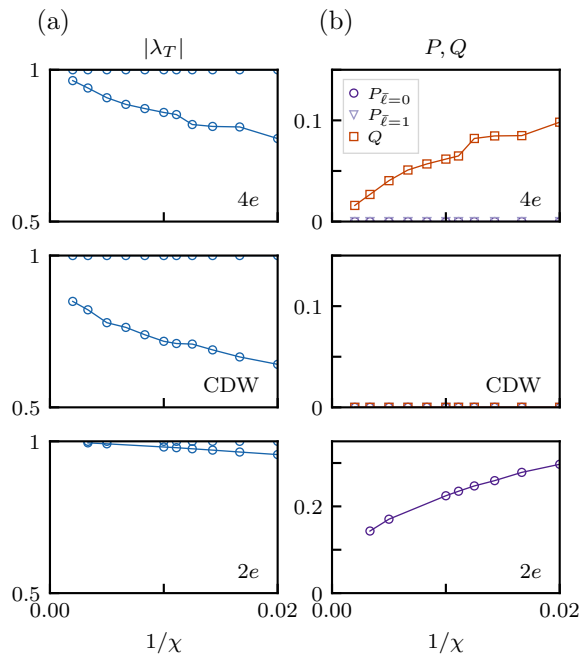 (a) (b)
|λ_T| P, Q
1
0.5
4e
0.1
0
P_{ℓ̄=0}
P_{ℓ̄=1}
Q
4e
1
0.5
CDW
0.1
0
CDW
1
0.5
2e
0.2
0
2e
0.00 0.02 0.00 0.02
1/χ 1/χ